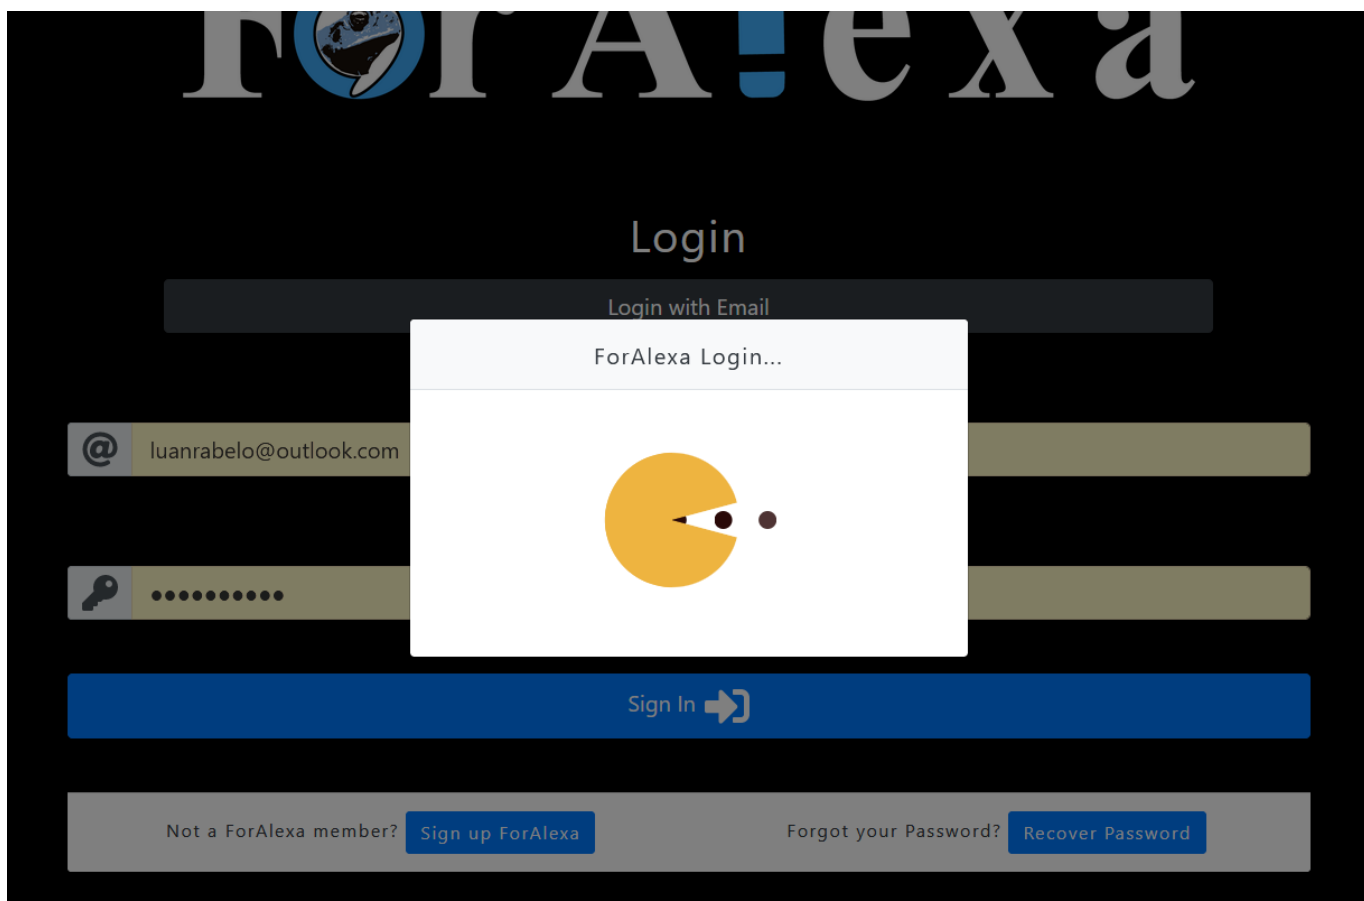 ForAlexa
Login
Login with Email
ForAlexa Login...
luanrabelo@outlook.com
••••••••••
Sign In
Not a ForAlexa member? Sign up ForAlexa
Forgot your Password? Recover Password